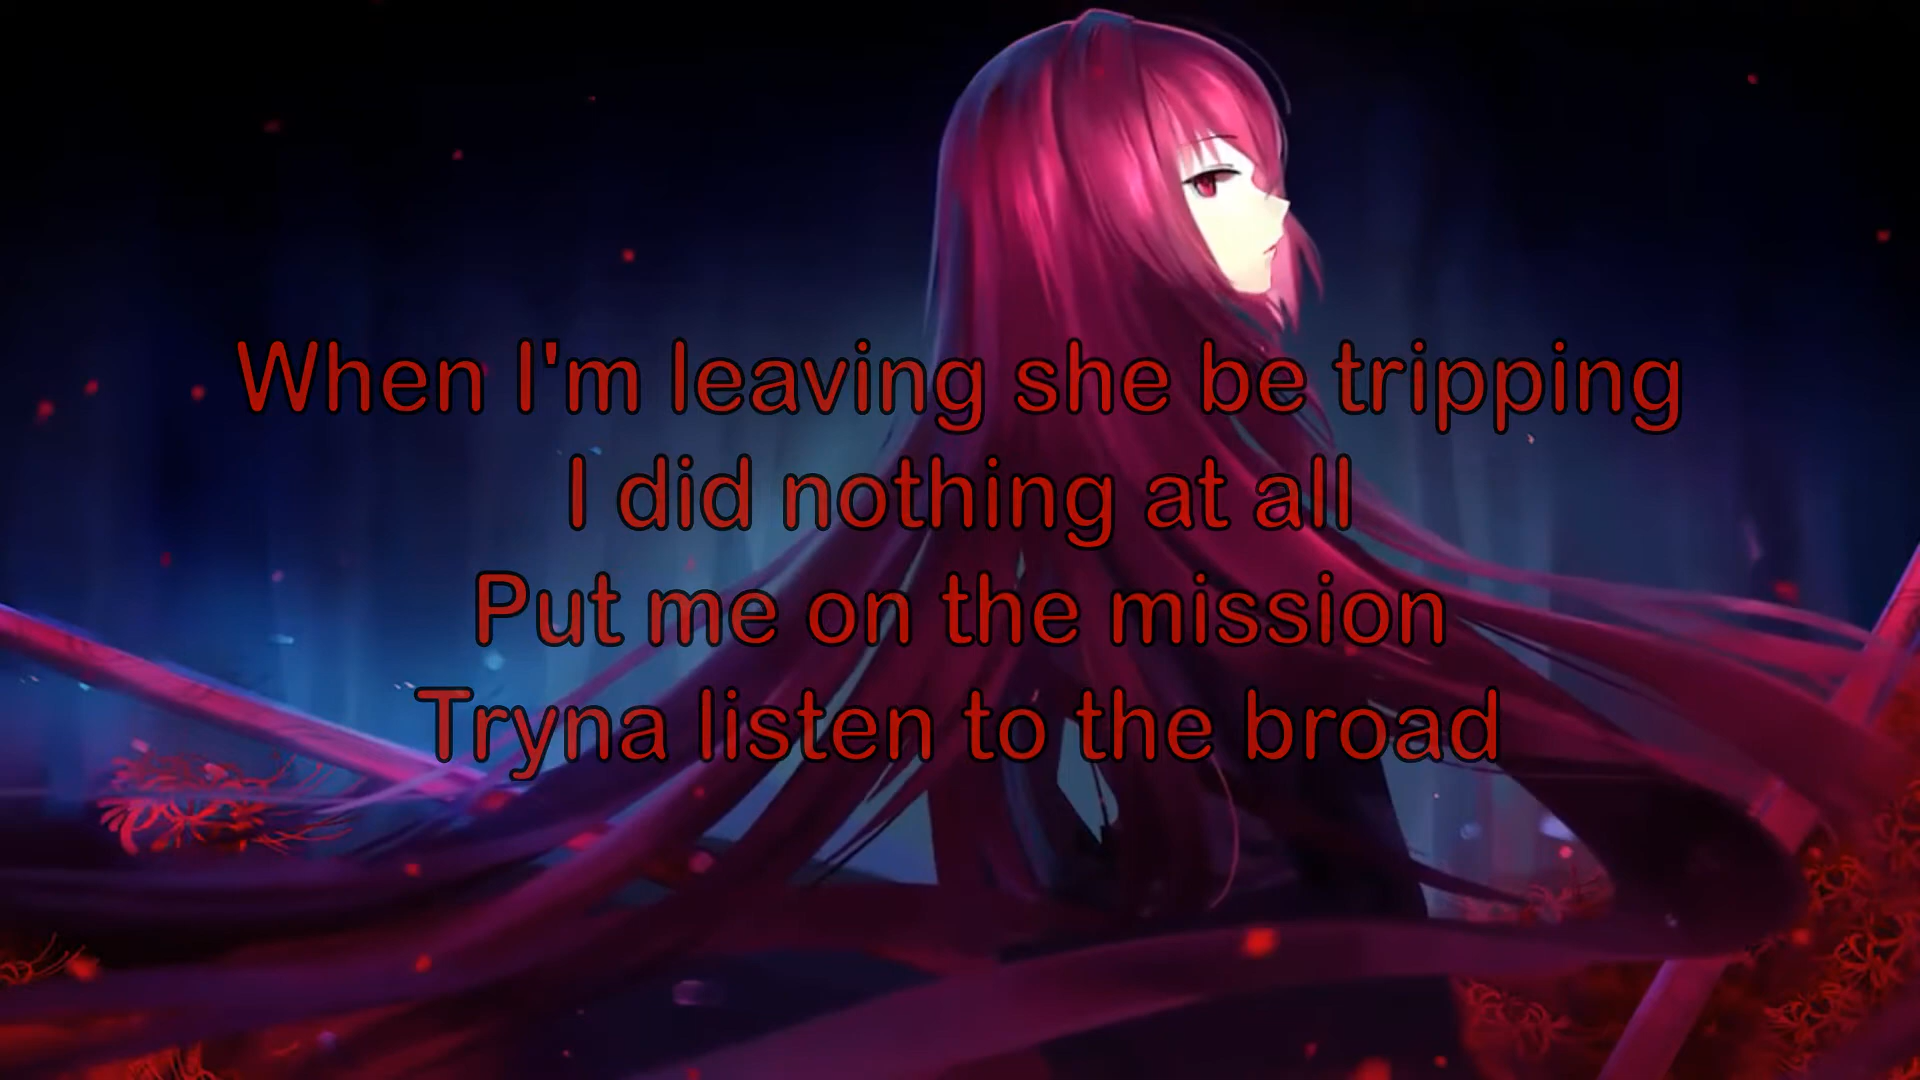 When I'm leaving she be tripping
I did nothing at all
Put me on the mission
Tryna listen to the broad